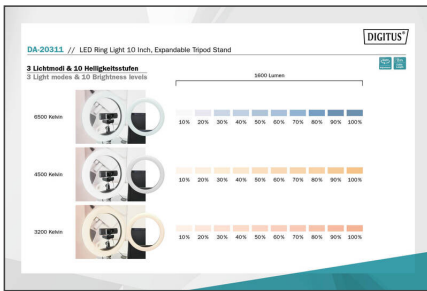 DIGITUS®
DA-20311 // LED Ring Light 10 Inch, Expandable Tripod Stand
3 Lichtmodi & 10 Helligkeitsstufen
3 Light modes & 10 Brightness levels
1600 Lumen
6500 Kelvin
10% 20% 30% 40% 50% 60% 70% 80% 90% 100%
4500 Kelvin
10% 20% 30% 40% 50% 60% 70% 80% 90% 100%
3200 Kelvin
10% 20% 30% 40% 50% 60% 70% 80% 90% 100%